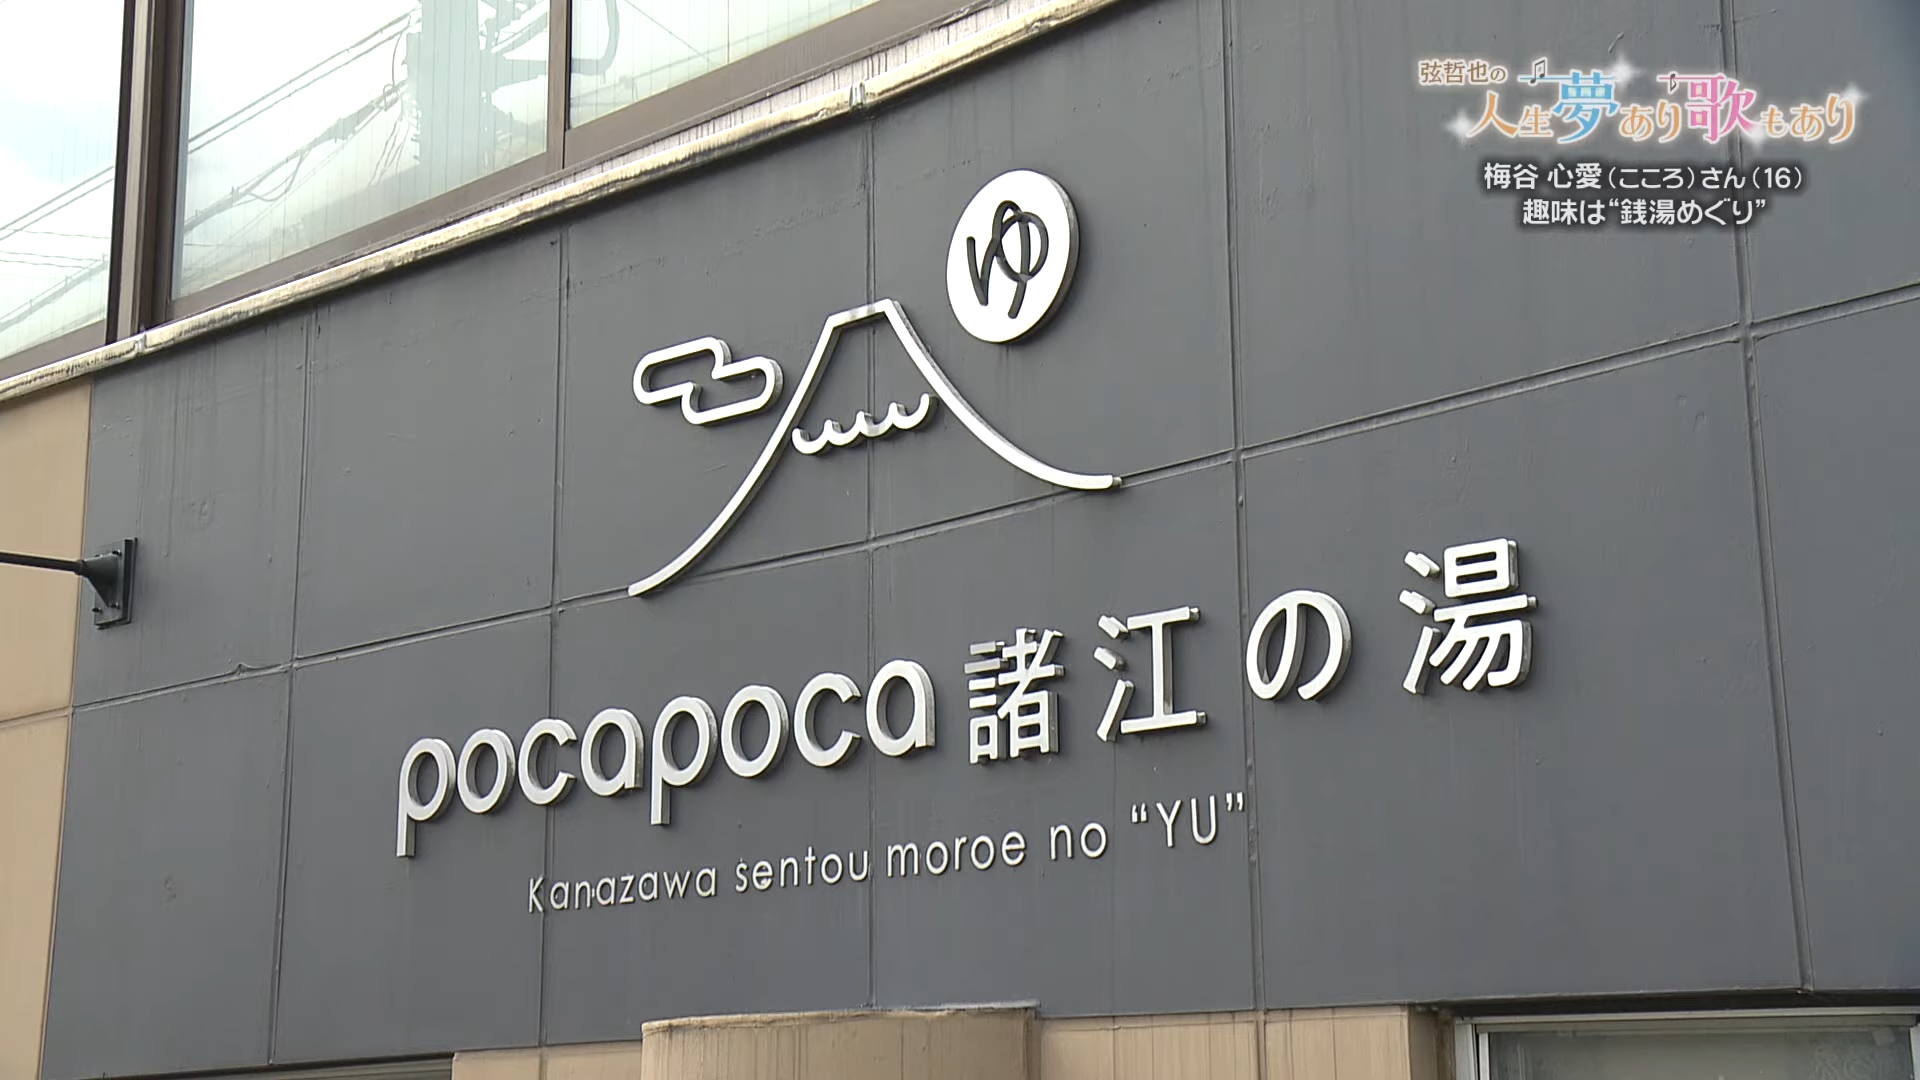 弦哲也の
人生夢あり歌もあり
梅谷 心愛（こころ）さん（16）
趣味は“銭湯めぐり”
ゆ
pocapoca 諸江の湯
Kanazawa sentou moroe no “YU”